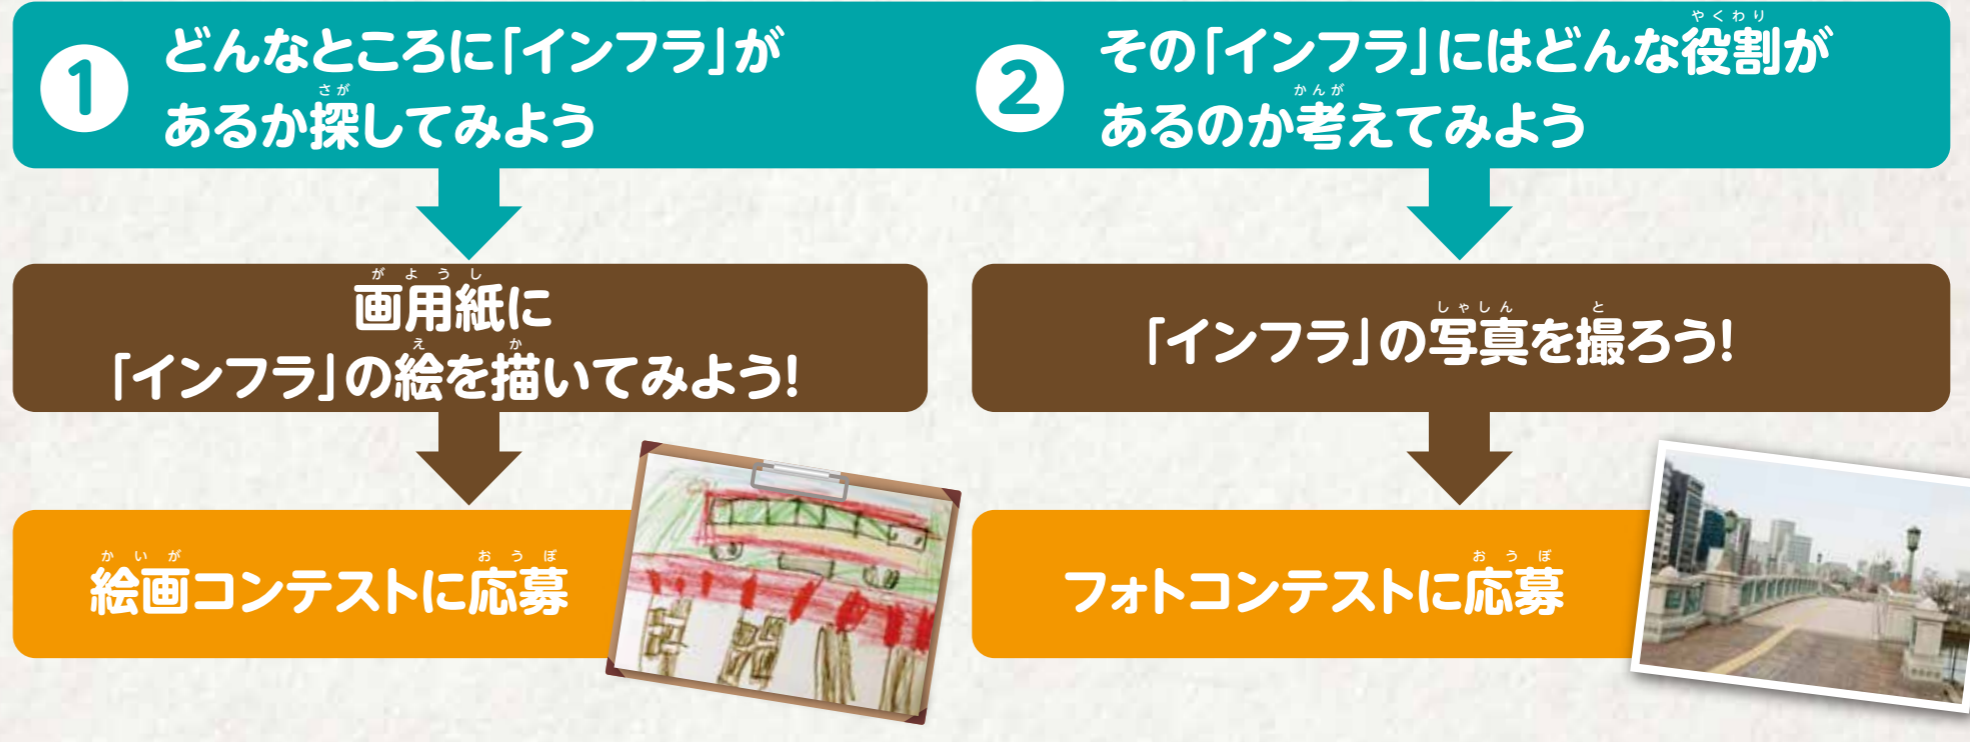 ① どんなところに「インフラ」が
さが
あるか探してみよう
やくわり
② その「インフラ」にはどんな役割が
かんが
あるのか考えてみよう
がようし
画用紙に
え か
「インフラ」の絵を描いてみよう!
しゃしん と
「インフラ」の写真を撮ろう!
かいが おうぼ
絵画コンテストに応募
おうぼ
フォトコンテストに応募